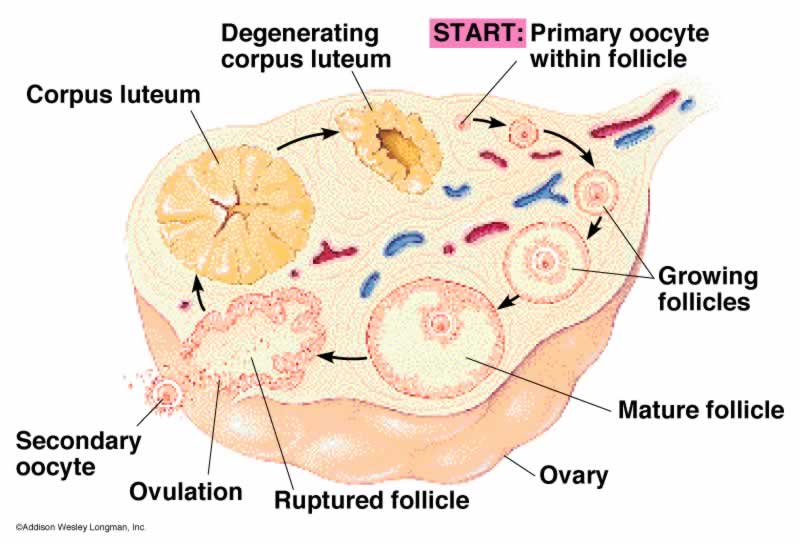 Degenerating
corpus luteum
START: Primary oocyte
within follicle
Corpus luteum
Growing
follicles
Mature follicle
Secondary
oocyte
Ovulation
Ruptured follicle
Ovary
©Addison Wesley Longman, Inc.